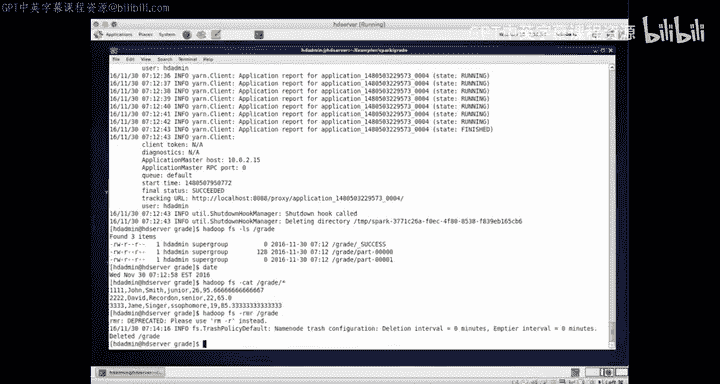 GPT中英字幕课程资源@bilibili.com
hdserver [Running]
Applications Places System
GPT中英字幕课程资源 bilibili
hdadmin@hdserver:~/Examples/spark/grade
File Edit View Search Terminal Help
user: hdadmin
16/11/30 07:12:36 INFO yarn.Client: Application report for application_1480503229573_0004 (state: RUNNING)
16/11/30 07:12:37 INFO yarn.Client: Application report for application_1480503229573_0004 (state: RUNNING)
16/11/30 07:12:38 INFO yarn.Client: Application report for application_1480503229573_0004 (state: RUNNING)
16/11/30 07:12:39 INFO yarn.Client: Application report for application_1480503229573_0004 (state: RUNNING)
16/11/30 07:12:40 INFO yarn.Client: Application report for application_1480503229573_0004 (state: RUNNING)
16/11/30 07:12:41 INFO yarn.Client: Application report for application_1480503229573_0004 (state: RUNNING)
16/11/30 07:12:42 INFO yarn.Client: Application report for application_1480503229573_0004 (state: RUNNING)
16/11/30 07:12:43 INFO yarn.Client: Application report for application_1480503229573_0004 (state: FINISHED)
16/11/30 07:12:43 INFO yarn.Client:
client token: N/A
diagnostics: N/A
ApplicationMaster host: 10.0.2.15
ApplicationMaster RPC port: 0
queue: default
start time: 1480507950772
final status: SUCCEEDED
tracking URL: http://localhost:8088/proxy/application_1480503229573_0004/
user: hdadmin
16/11/30 07:12:43 INFO util.ShutdownHookManager: Shutdown hook called
16/11/30 07:12:43 INFO util.ShutdownHookManager: Deleting directory /tmp/spark-3771c26a-f0ec-4f80-8530-f839eb165cb6
[hdadmin@hdserver grade]$ hadoop fs -ls /grade
Found 3 items
-rw-r--r-- 1 hdadmin supergroup 0 2016-11-30 07:12 /grade/_SUCCESS
-rw-r--r-- 1 hdadmin supergroup 120 2016-11-30 07:12 /grade/part-00000
-rw-r--r-- 1 hdadmin supergroup 0 2016-11-30 07:12 /grade/part-00001
[hdadmin@hdserver grade]$ date
Wed Nov 30 07:12:58 EST 2016
[hdadmin@hdserver grade]$ hadoop fs -cat /grade/*
1111,John,Smith,junior,26,95.66666666666667
2222,David,Recordon,senior,22,65.0
3333,Jane,Singer,ssophomore,19,85.33333333333333
[hdadmin@hdserver grade]$ hadoop fs -rmr /grade
rmr: DEPRECATED: Please use 'rm -r' instead.
16/11/30 07:14:16 INFO fs.TrashPolicyDefault: Namenode trash configuration: Deletion interval = 0 minutes, Emptier interval = 0 minutes.
Deleted /grade
[hdadmin@hdserver grade]$